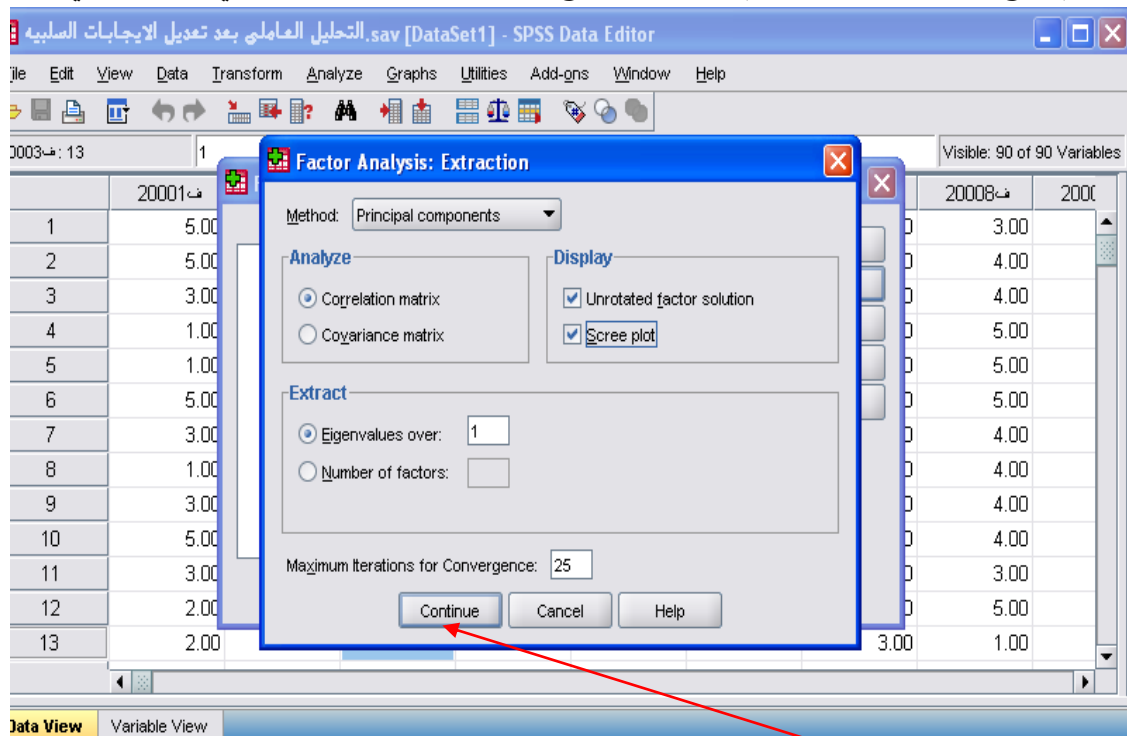 التحليل العاملي بعد تعديل الايجابات السلبيه.sav [DataSet1] - SPSS Data Editor
File Edit View Data Transform Analyze Graphs Utilities Add-ons Window Help
13 : ف0003 1 Visible: 90 of 90 Variables
ف20001 ف20008 2000
Factor Analysis: Extraction
Method: Principal components
Analyze
Correlation matrix
Covariance matrix
Display
Unrotated factor solution
Scree plot
Extract
Eigenvalues over: 1
Number of factors:
Maximum Iterations for Convergence: 25
Continue Cancel Help
1 5.00 3.00
2 5.00 4.00
3 3.00 4.00
4 1.00 5.00
5 1.00 5.00
6 5.00 5.00
7 3.00 4.00
8 1.00 4.00
9 3.00 4.00
10 5.00 4.00
11 3.00 3.00
12 2.00 5.00
13 2.00 3.00 1.00
Data View Variable View